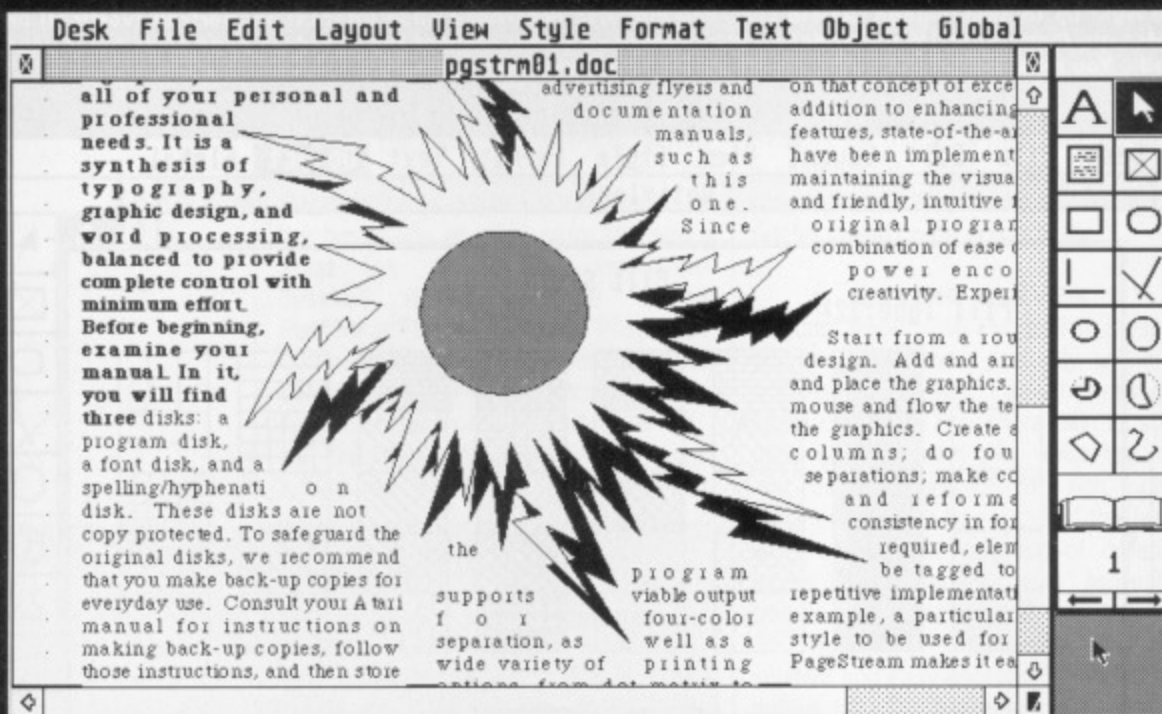 Desk File Edit Layout View Style Format Text Object Global
pgstrm01.doc
all of your personal and
professional
needs. It is a
synthesis of
typography,
graphic design, and
word processing,
balanced to provide
complete control with
minimum effort.
Before beginning,
examine your
manual. In it,
you will find
three disks: a
program disk,
a font disk, and a
spelling/hyphenati o n
disk. These disks are not
copy protected. To safeguard the
original disks, we recommend
that you make back-up copies for
everyday use. Consult your Atari
manual for instructions on
making back-up copies, follow
those instructions, and then store
advertising flyers and
documentation
manuals,
such as
this
one.
Since
the
program
supports viable output
f o r four-color
separation, as well as a
wide variety of printing
options, from dot matrix to
on that concept of exce
addition to enhancing
features, state-of-the-ar
have been implement
maintaining the visua
and friendly, intuitive
original program
combination of ease
power enco
creativity. Experi
Start from a rou
design. Add and arr
and place the graphics.
mouse and flow the te
the graphics. Create
columns; do fou
separations; make co
and reforma
consistency in for
required, elem
be tagged to
repetitive implementati
example, a particular
style to be used for
PageStream makes it ea
A
1